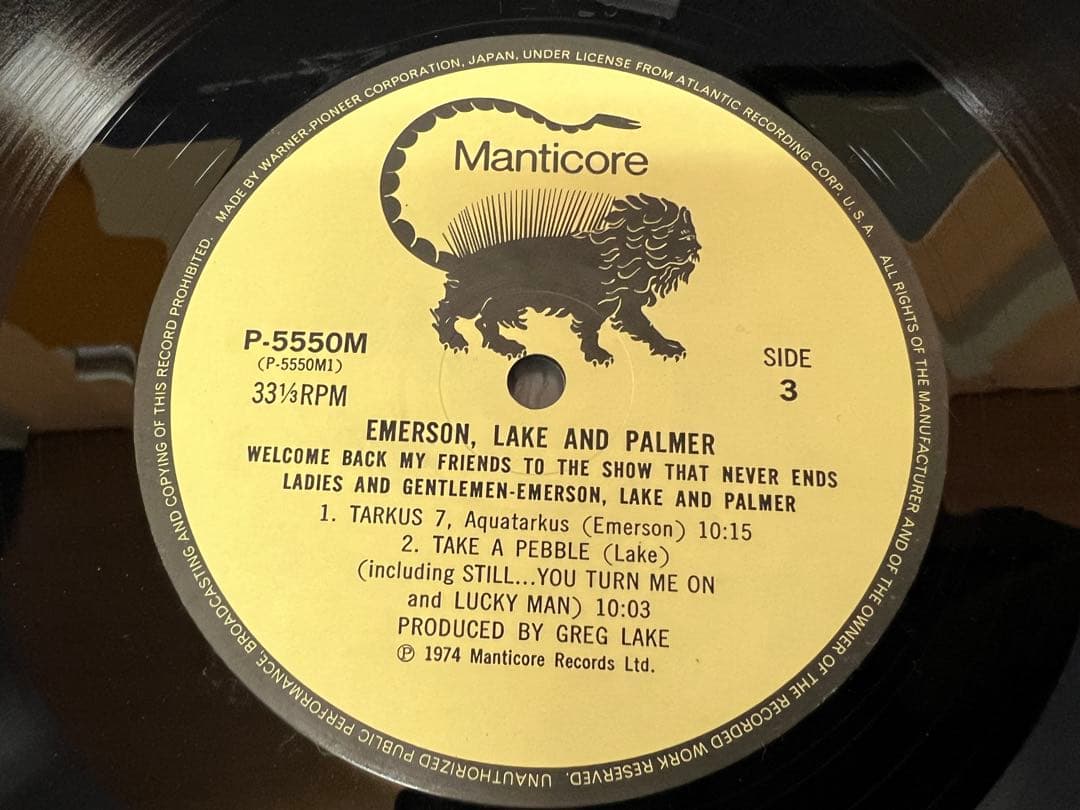 MADE BY WARNER-PIONEER CORPORATION, JAPAN, UNDER LICENSE FROM ATLANTIC RECORDING CORP. U.S.A.
Manticore
P-5550M
(P-5550M1)
33⅓RPM
SIDE
3
EMERSON, LAKE AND PALMER
WELCOME BACK MY FRIENDS TO THE SHOW THAT NEVER ENDS
LADIES AND GENTLEMEN-EMERSON, LAKE AND PALMER
1. TARKUS 7, Aquatarkus (Emerson) 10:15
2. TAKE A PEBBLE (Lake)
(including STILL...YOU TURN ME ON
and LUCKY MAN) 10:03
PRODUCED BY GREG LAKE
℗ 1974 Manticore Records Ltd.
ALL RIGHTS OF THE MANUFACTURER AND OF THE OWNER OF THE RECORDED WORK RESERVED.
UNAUTHORIZED PUBLIC PERFORMANCE, BROADCASTING AND COPYING OF THIS RECORD PROHIBITED.